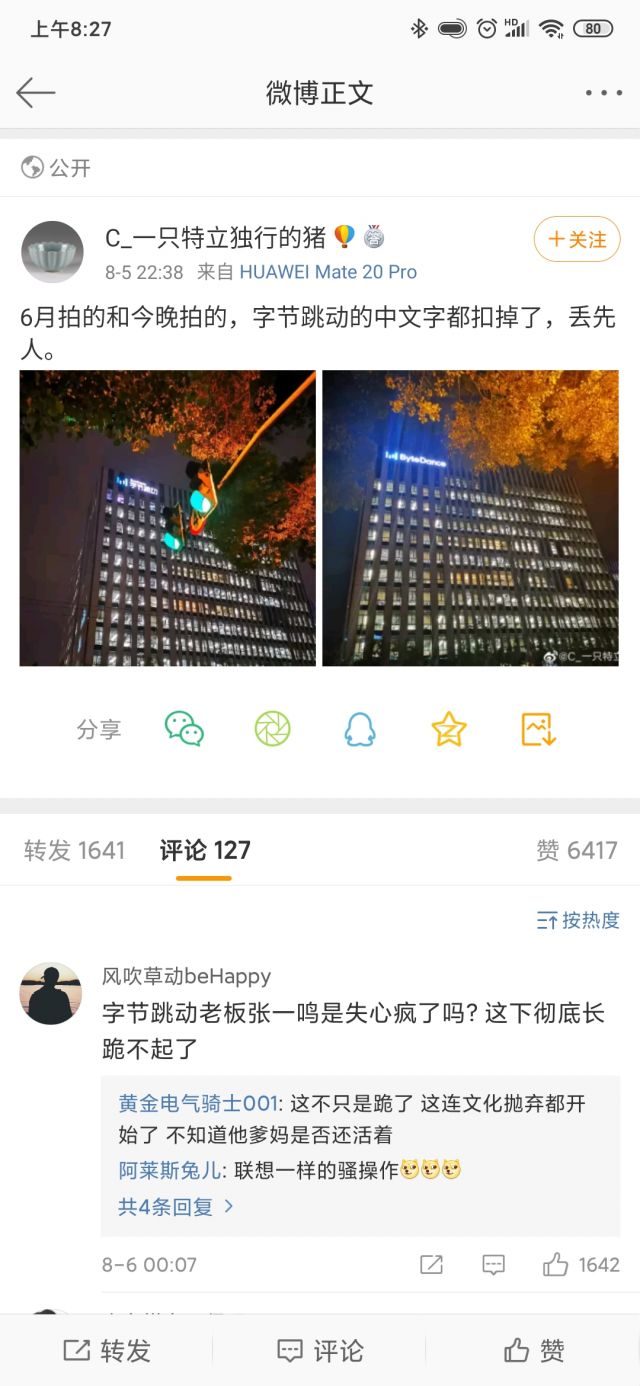 上午8:27
HD
80
微博正文
公开
C_一只特立独行的猪
+关注
8-5 22:38 来自 HUAWEI Mate 20 Pro
6月拍的和今晚拍的，字节跳动的中文字都扣掉了，丢先
人。
字节跳动
ByteDance
@C_一只特立
分享
转发 1641
评论 127
赞 6417
按热度
风吹草动beHappy
字节跳动老板张一鸣是失心疯了吗? 这下彻底长
跪不起了
黄金电气骑士001: 这不只是跪了 这连文化抛弃都开
始了 不知道他爹妈是否还活着
阿莱斯兔儿: 联想一样的骚操作
共4条回复 >
8-6 00:07
1642
转发
评论
赞